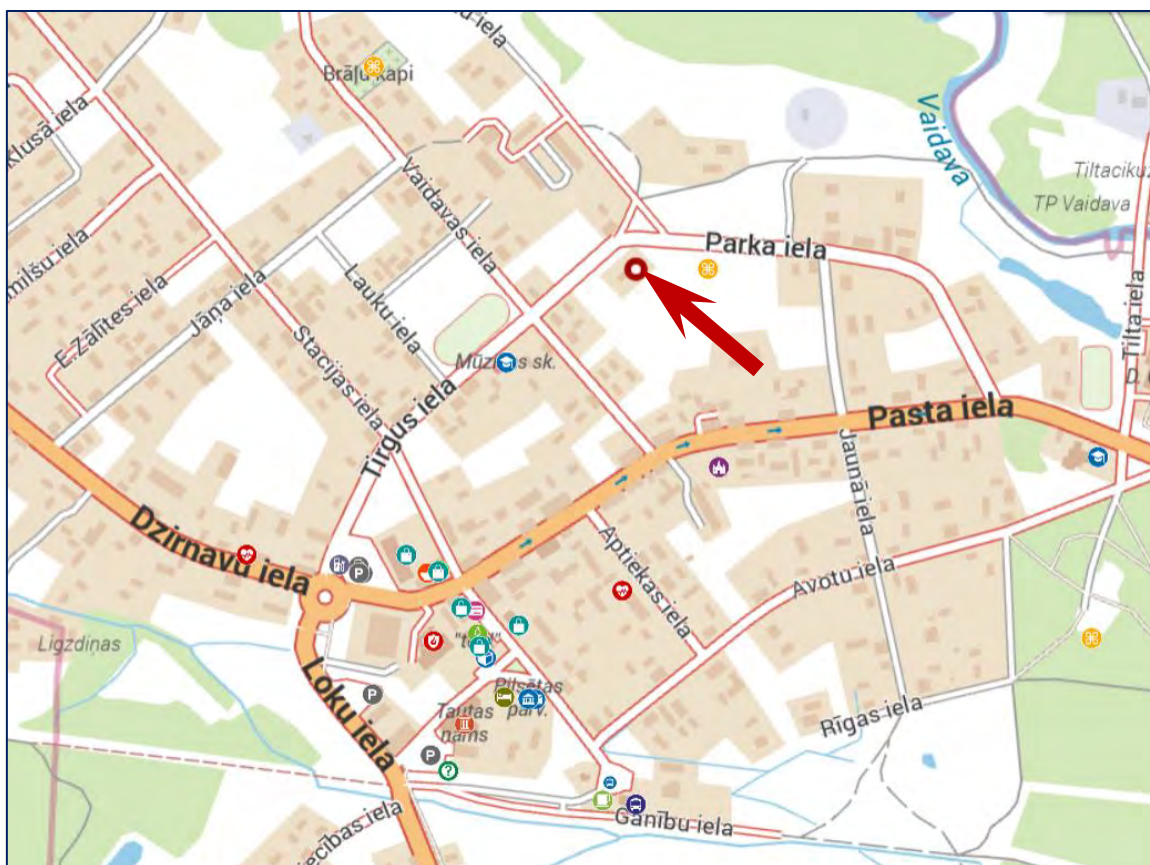 Brāļu kapi
Klusā iela
Vaidava
Tiltacikuz
TP Vaidava
Vaidavas iela
Parka iela
Tilta iela
Lauku iela
Jāņa iela
E.Zālītes iela
Stacijas iela
Mūzi s sk.
Tirgus iela
Pasta iela
D.
Jaunā iela
Dzirnavu iela
Aptiekas iela
Avotu iela
Ligzdiņas
Loku iela
Pilsētas
pārv.
Tautas
nams
Rīgas iela
P
P
P
?
Ganību iela